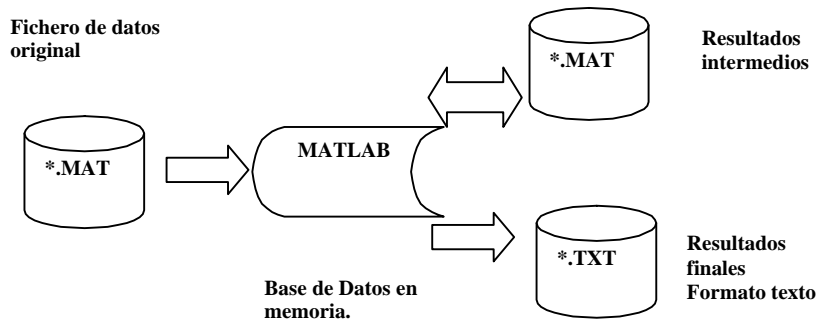 Fichero de datos
original
*.MAT
MATLAB
Base de Datos en
memoria.
*.MAT
Resultados
intermedios
*.TXT
Resultados
finales
Formato texto